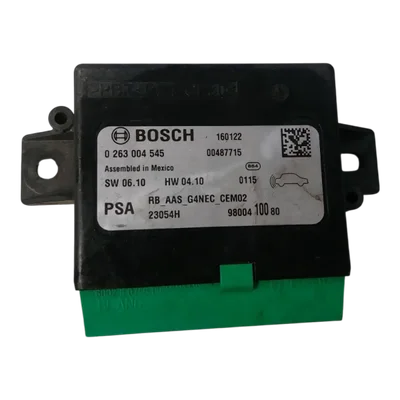 BOSCH 160122
0 263 004 545 00487715
Assembled in Mexico BB4
SW 06.10 HW 04.10 0115
RB_AAS_G4NEC_CEM02
PSA 23054H 98004 100 80